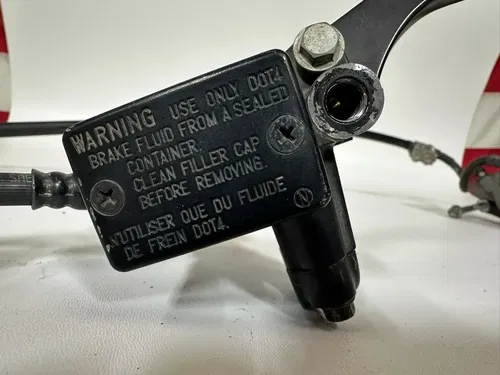 WARNING USE ONLY DOT4
BRAKE FLUID FROM A SEALED
CONTAINER.
CLEAN FILLER CAP
BEFORE REMOVING.
N'UTILISER QUE DU FLUIDE
DE FREIN DOT4.
N